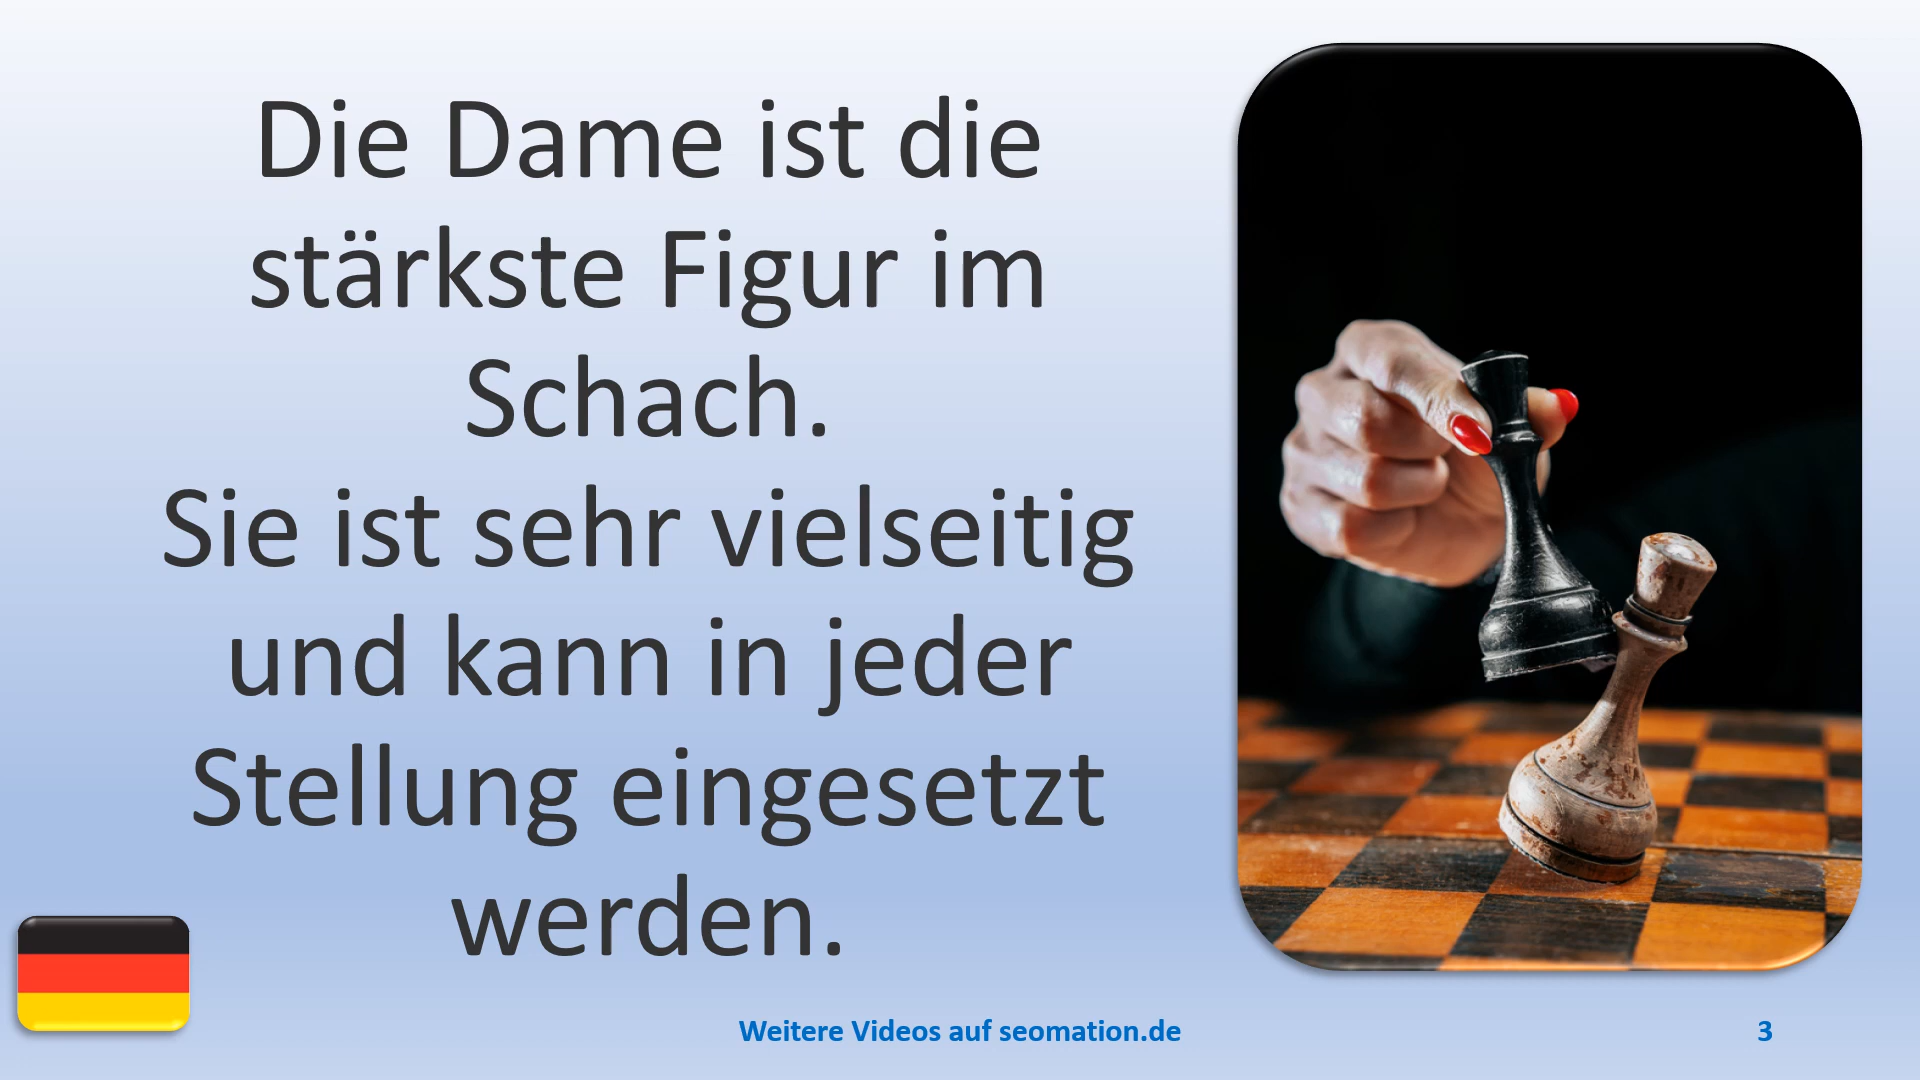 Die Dame ist die
stärkste Figur im
Schach.
Sie ist sehr vielseitig
und kann in jeder
Stellung eingesetzt
werden.
Weitere Videos auf seomation.de
3